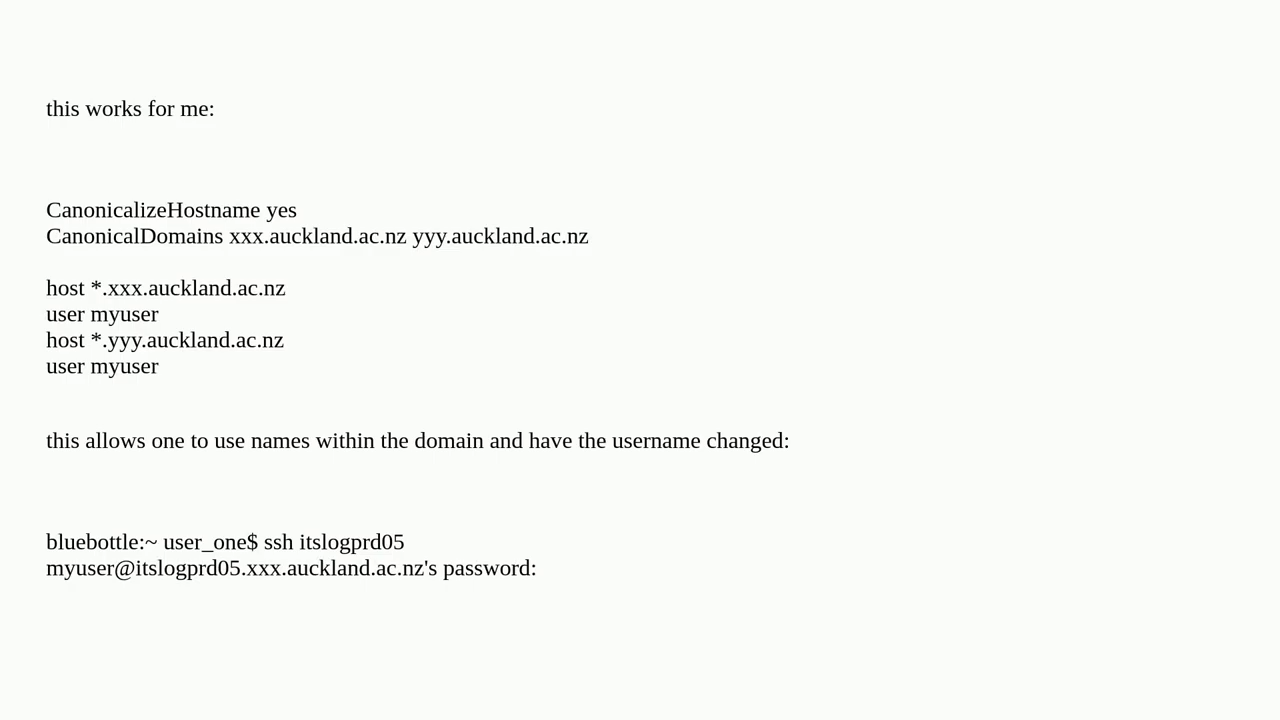 this works for me:
CanonicalizeHostname yes
CanonicalDomains xxx.auckland.ac.nz yyy.auckland.ac.nz
host *.xxx.auckland.ac.nz
user myuser
host *.yyy.auckland.ac.nz
user myuser
this allows one to use names within the domain and have the username changed:
bluebottle:~ user_one$ ssh itslogprd05
myuser@itslogprd05.xxx.auckland.ac.nz's password: